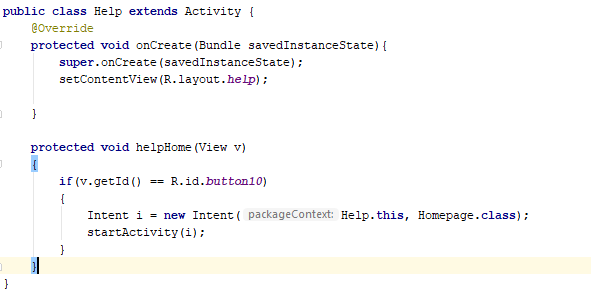 public class Help extends Activity {
@Override
protected void onCreate(Bundle savedInstanceState){
super.onCreate(savedInstanceState);
setContentView(R.layout.help);
}
protected void helpHome(View v)
{
if(v.getId() == R.id.button10)
{
Intent i = new Intent( packageContext: Help.this, Homepage.class);
startActivity(i);
}
}
}